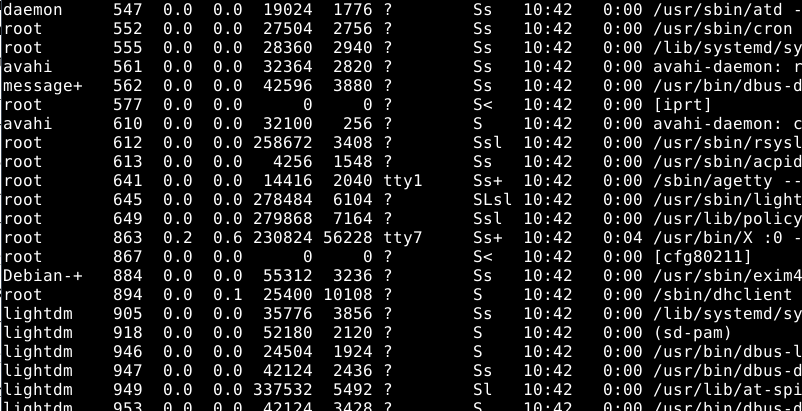 daemon 547 0.0 0.0 19024 1776 ? Ss 10:42 0:00 /usr/sbin/atd -
root 552 0.0 0.0 27504 2756 ? Ss 10:42 0:00 /usr/sbin/cron
root 555 0.0 0.0 28360 2940 ? Ss 10:42 0:00 /lib/systemd/sy
avahi 561 0.0 0.0 32364 2820 ? Ss 10:42 0:00 avahi-daemon: r
message+ 562 0.0 0.0 42596 3880 ? Ss 10:42 0:00 /usr/bin/dbus-d
root 577 0.0 0.0 0 0 ? S< 10:42 0:00 [iprt]
avahi 610 0.0 0.0 32100 256 ? S 10:42 0:00 avahi-daemon: c
root 612 0.0 0.0 258672 3408 ? Ssl 10:42 0:00 /usr/sbin/rsysl
root 613 0.0 0.0 4256 1548 ? Ss 10:42 0:00 /usr/sbin/acpid
root 641 0.0 0.0 14416 2040 tty1 Ss+ 10:42 0:00 /sbin/agetty --
root 645 0.0 0.0 278484 6104 ? SLsl 10:42 0:00 /usr/sbin/light
root 649 0.0 0.0 279868 7164 ? Ssl 10:42 0:00 /usr/lib/policy
root 863 0.2 0.6 230824 56228 tty7 Ss+ 10:42 0:04 /usr/bin/X :0 -
root 867 0.0 0.0 0 0 ? S< 10:42 0:00 [cfg80211]
Debian-+ 884 0.0 0.0 55312 3236 ? Ss 10:42 0:00 /usr/sbin/exim4
root 894 0.0 0.1 25400 10108 ? S 10:42 0:00 /sbin/dhclient
lightdm 905 0.0 0.0 35776 3856 ? Ss 10:42 0:00 /lib/systemd/sy
lightdm 918 0.0 0.0 52180 2120 ? S 10:42 0:00 (sd-pam)
lightdm 946 0.0 0.0 24504 1924 ? S 10:42 0:00 /usr/bin/dbus-l
lightdm 947 0.0 0.0 42124 2436 ? Ss 10:42 0:00 /usr/bin/dbus-d
lightdm 949 0.0 0.0 337532 5492 ? Sl 10:42 0:00 /usr/lib/at-spi
lightdm 953 0.0 0.0 42124 3428 ? S 10:42 0:00 /usr/bin/dbus-d